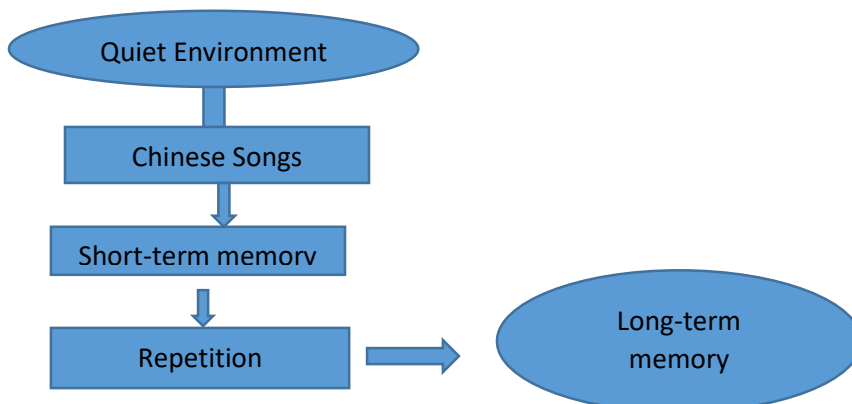 Quiet Environment
Chinese Songs
Short-term memory
Repetition
Long-term
memory